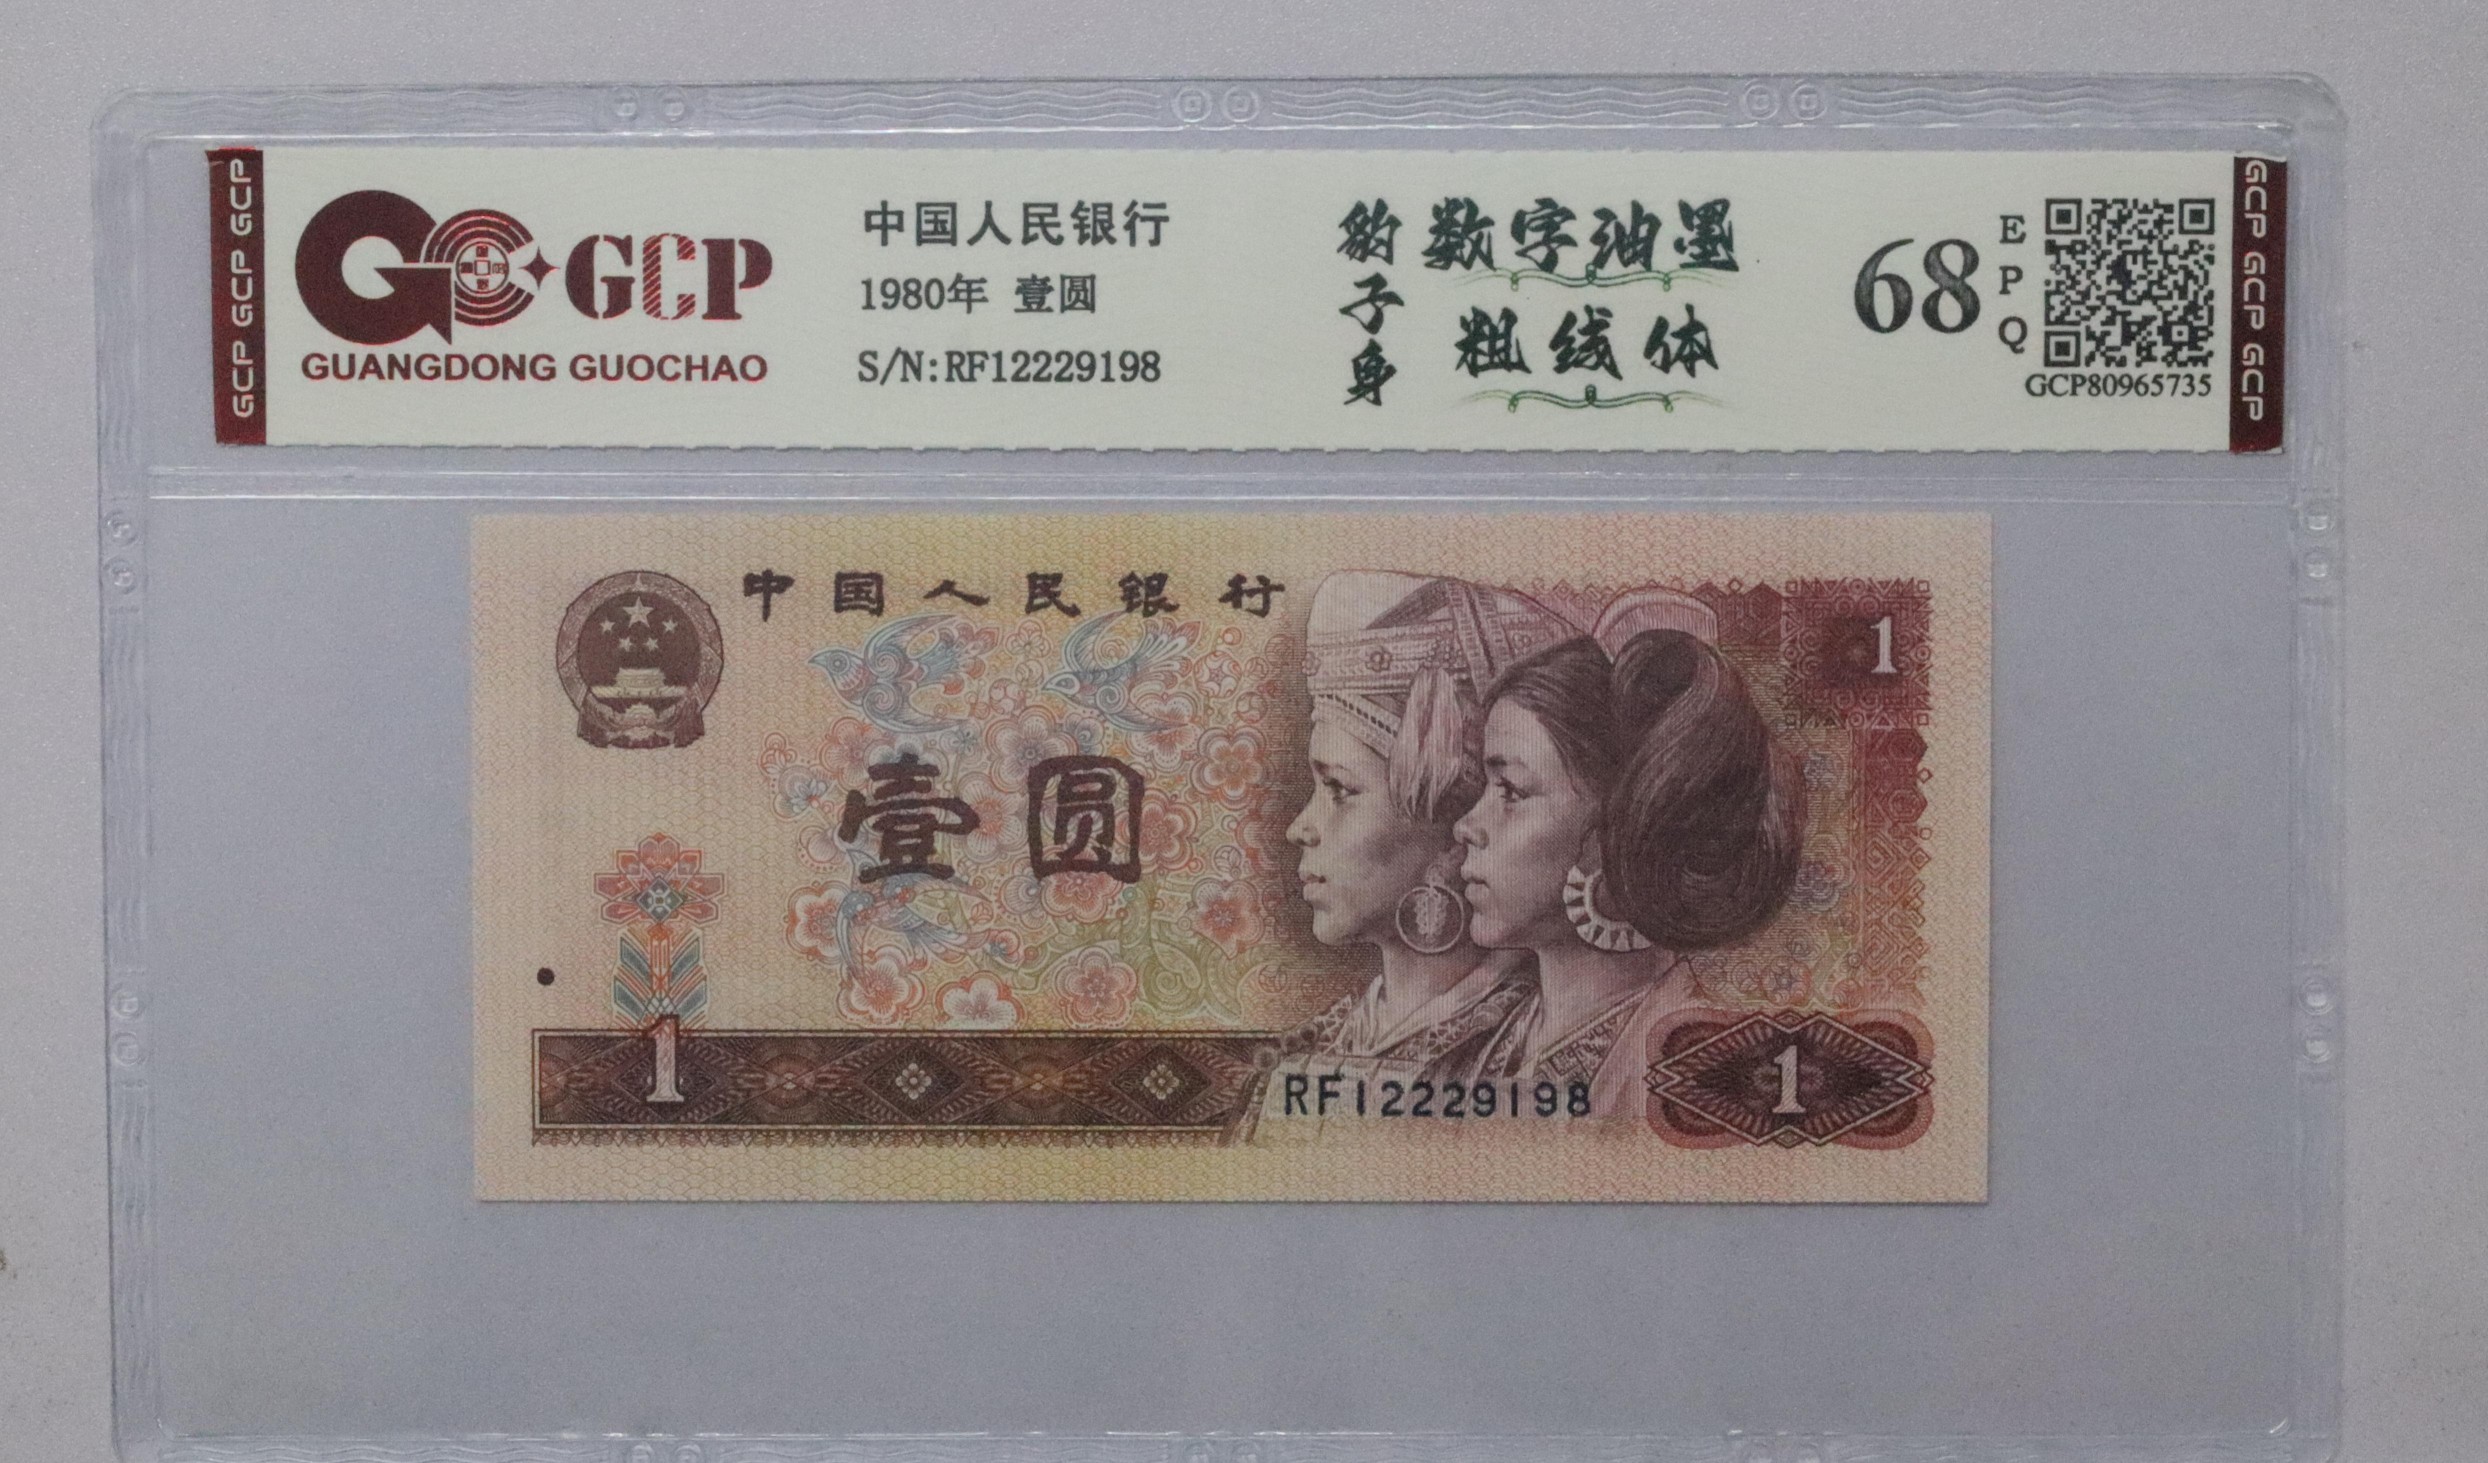 GCP GCP GCP
GCP
GUANGDONG GUOCHAO
中国人民银行
1980年 壹圆
S/N:RF12229198
豹子身
数字油墨
粗线体
68
EPQ
GCP80965735
GCP GCP GCP
中国人民银行
1
壹圆
1
RF12229198
1